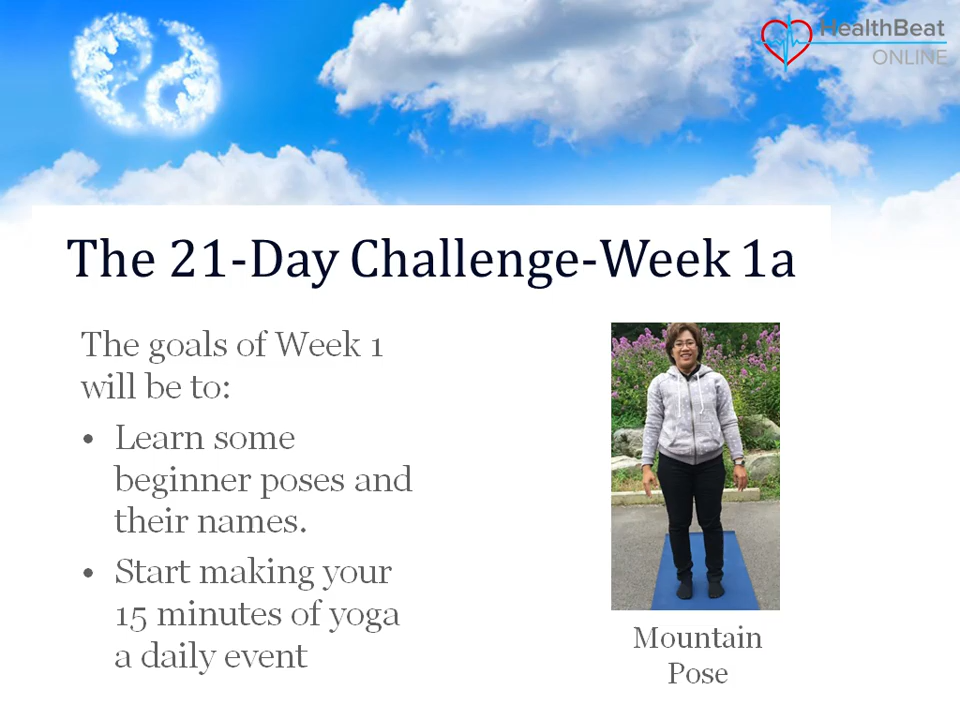 HealthBeat
ONLINE
The 21-Day Challenge-Week 1a
The goals of Week 1
will be to:
• Learn some
beginner poses and
their names.
• Start making your
15 minutes of yoga
a daily event
Mountain
Pose